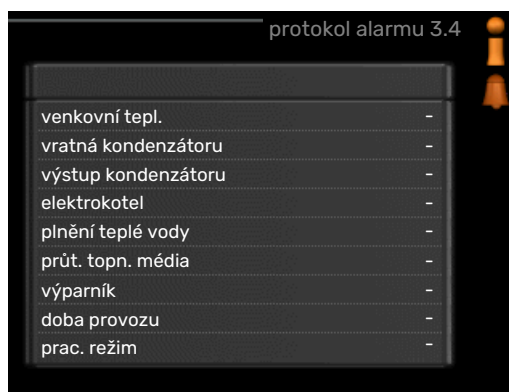 protokol alarmu 3.4
venkovní tepl. -
vratná kondenzátoru -
výstup kondenzátoru -
elektrokotel -
plnění teplé vody -
průt. topn. média -
výparník -
doba provozu -
prac. režim -